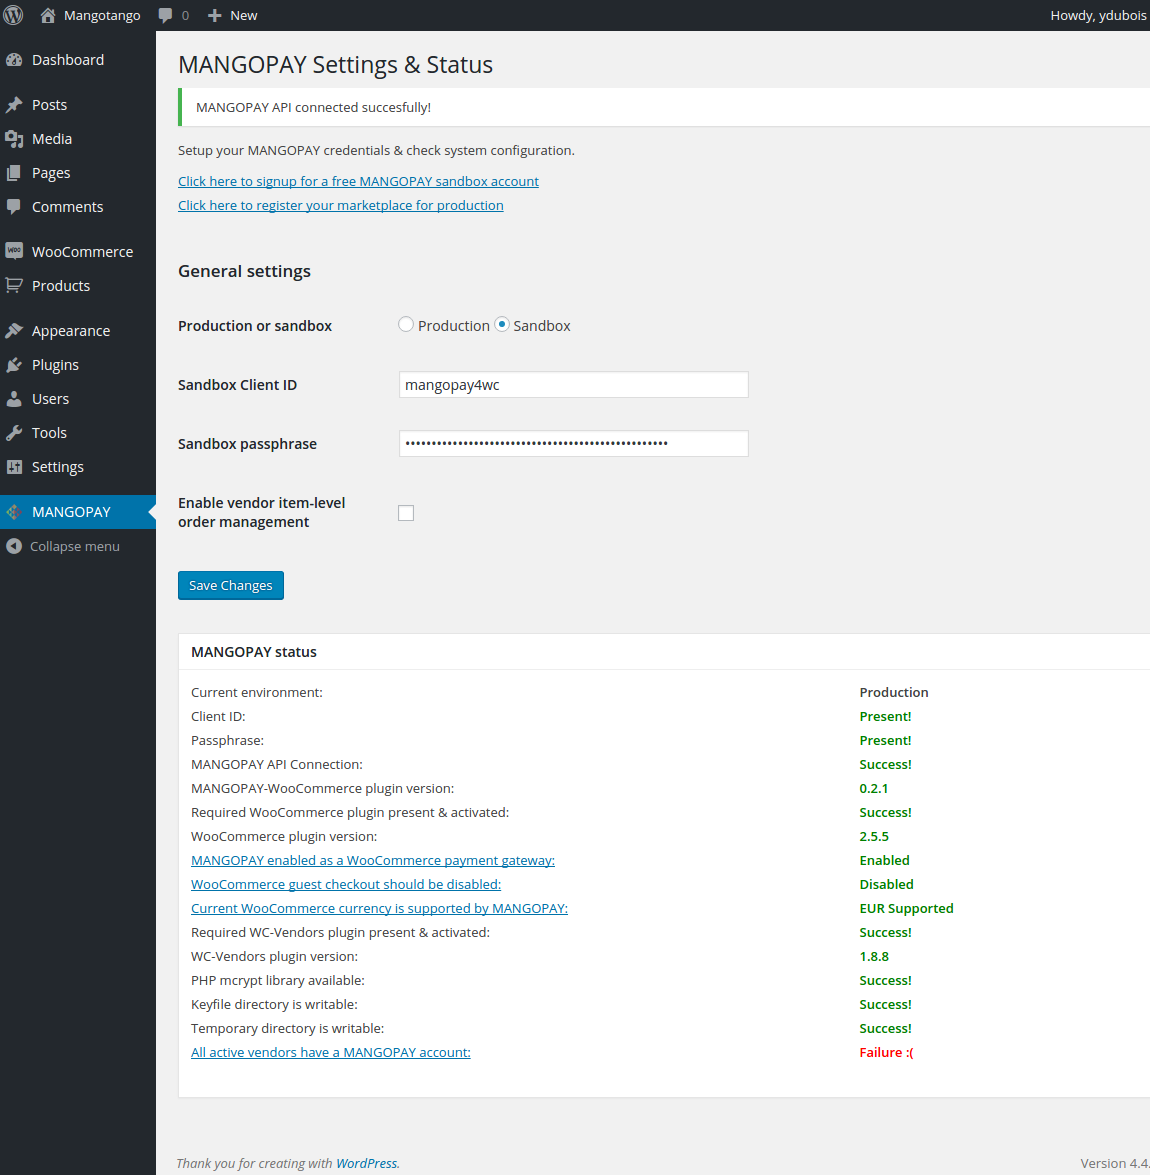 Mangotango 0 New Howdy, ydubois
Dashboard
Posts
Media
Pages
Comments
WOO WooCommerce
Products
Appearance
Plugins
Users
Tools
Settings
MANGOPAY
Collapse menu
MANGOPAY Settings & Status
MANGOPAY API connected succesfully!
Setup your MANGOPAY credentials & check system configuration.
Click here to signup for a free MANGOPAY sandbox account
Click here to register your marketplace for production
General settings
Production or sandbox Production Sandbox
Sandbox Client ID mangopay4wc
Sandbox passphrase
Enable vendor item-level
order management
Save Changes
MANGOPAY status
Current environment: Production
Client ID: Present!
Passphrase: Present!
MANGOPAY API Connection: Success!
MANGOPAY-WooCommerce plugin version: 0.2.1
Required WooCommerce plugin present & activated: Success!
WooCommerce plugin version: 2.5.5
MANGOPAY enabled as a WooCommerce payment gateway: Enabled
WooCommerce guest checkout should be disabled: Disabled
Current WooCommerce currency is supported by MANGOPAY: EUR Supported
Required WC-Vendors plugin present & activated: Success!
WC-Vendors plugin version: 1.8.8
PHP mcrypt library available: Success!
Keyfile directory is writable: Success!
Temporary directory is writable: Success!
All active vendors have a MANGOPAY account: Failure :(
Thank you for creating with WordPress. Version 4.4.